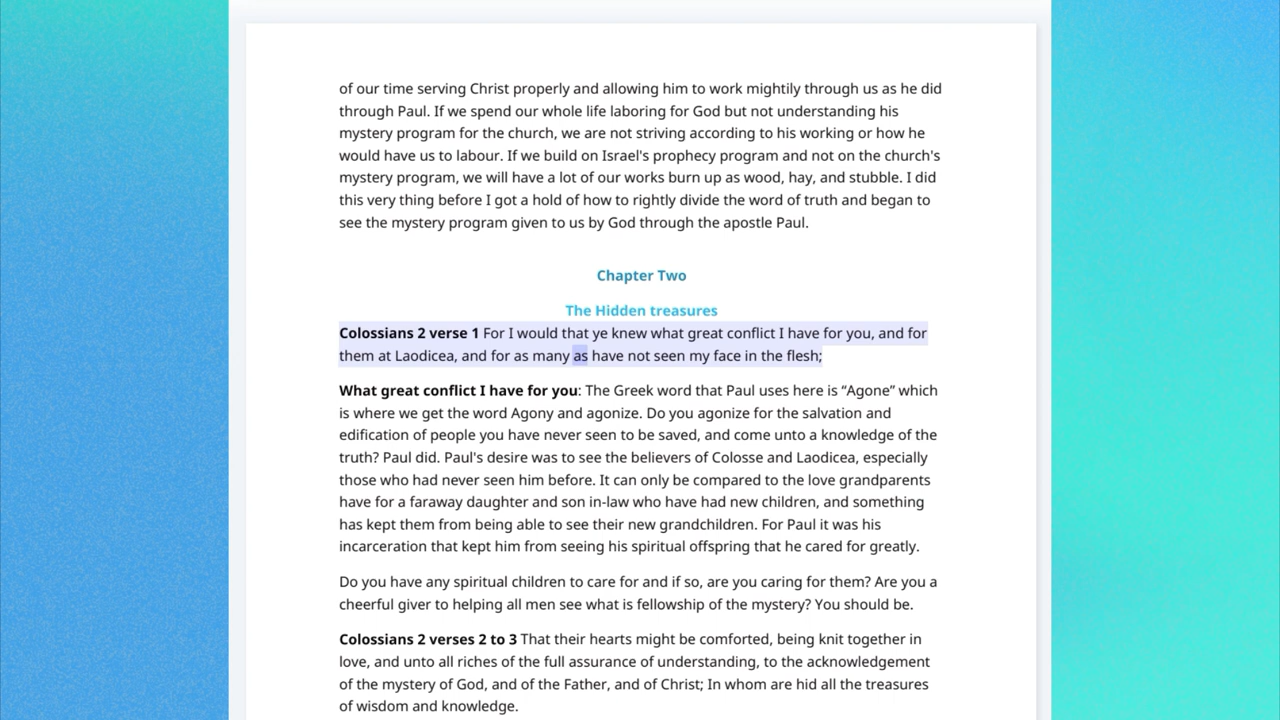 of our time serving Christ properly and allowing him to work mightily through us as he did
through Paul. If we spend our whole life laboring for God but not understanding his
mystery program for the church, we are not striving according to his working or how he
would have us to labour. If we build on Israel's prophecy program and not on the church's
mystery program, we will have a lot of our works burn up as wood, hay, and stubble. I did
this very thing before I got a hold of how to rightly divide the word of truth and began to
see the mystery program given to us by God through the apostle Paul.
Chapter Two
The Hidden treasures
Colossians 2 verse 1 For I would that ye knew what great conflict I have for you, and for
them at Laodicea, and for as many as have not seen my face in the flesh;
What great conflict I have for you: The Greek word that Paul uses here is “Agone” which
is where we get the word Agony and agonize. Do you agonize for the salvation and
edification of people you have never seen to be saved, and come unto a knowledge of the
truth? Paul did. Paul's desire was to see the believers of Colosse and Laodicea, especially
those who had never seen him before. It can only be compared to the love grandparents
have for a faraway daughter and son in-law who have had new children, and something
has kept them from being able to see their new grandchildren. For Paul it was his
incarceration that kept him from seeing his spiritual offspring that he cared for greatly.
Do you have any spiritual children to care for and if so, are you caring for them? Are you a
cheerful giver to helping all men see what is fellowship of the mystery? You should be.
Colossians 2 verses 2 to 3 That their hearts might be comforted, being knit together in
love, and unto all riches of the full assurance of understanding, to the acknowledgement
of the mystery of God, and of the Father, and of Christ; In whom are hid all the treasures
of wisdom and knowledge.